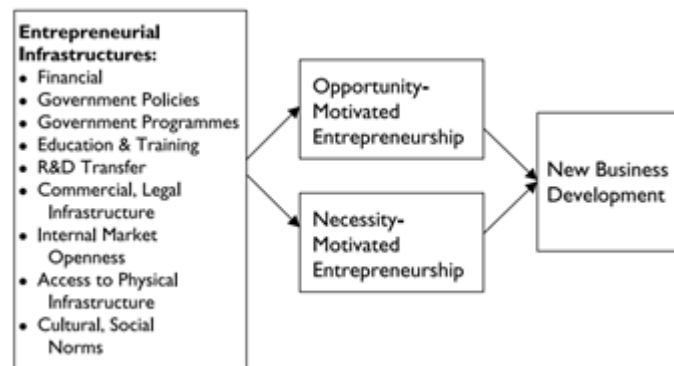 Entrepreneurial
Infrastructures:
• Financial
• Government Policies
• Government Programmes
• Education & Training
• R&D Transfer
• Commercial, Legal
Infrastructure
• Internal Market
Openness
• Access to Physical
Infrastructure
• Cultural, Social
Norms
Opportunity-
Motivated
Entrepreneurship
Necessity-
Motivated
Entrepreneurship
New Business
Development